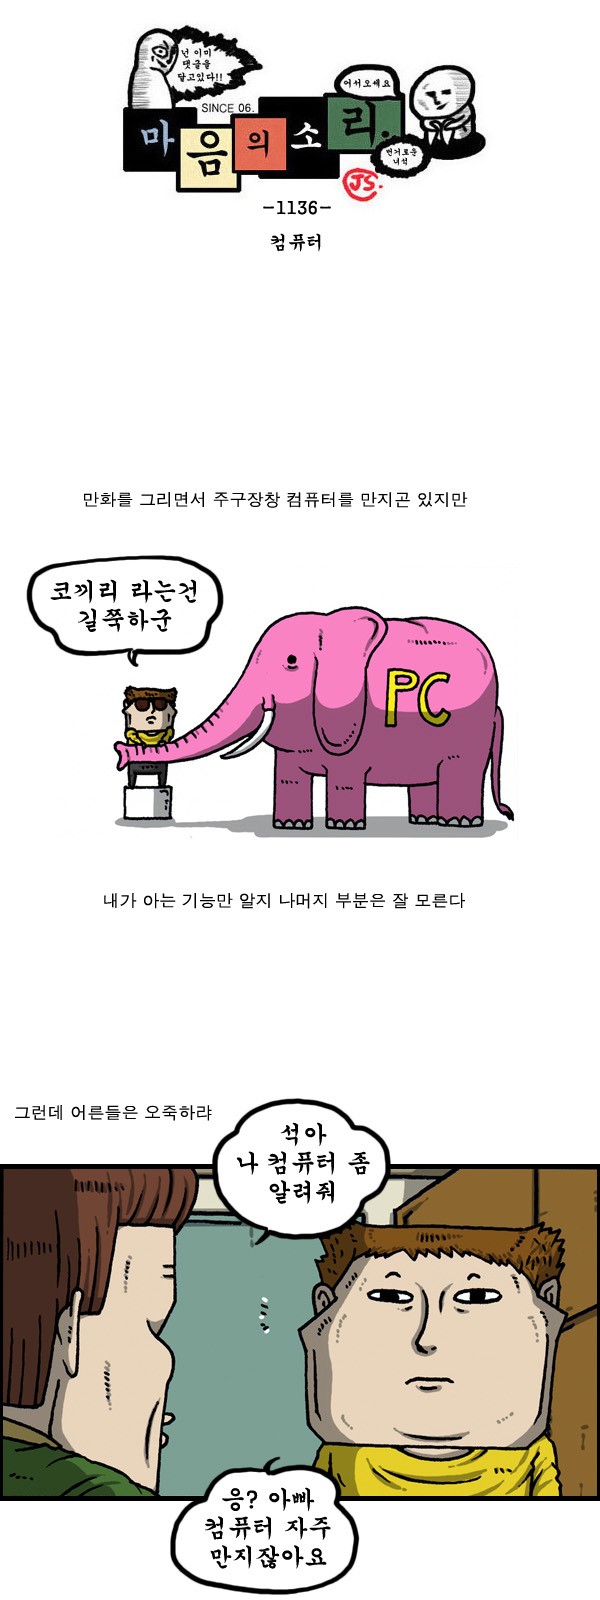 넌 이미
댓글을
달고있다!!
어서오세요
SINCE 06.
마음의소리.
번거로운
녀석
JS.
-1136-
컴퓨터
만화를 그리면서 주구장창 컴퓨터를 만지곤 있지만
코끼리 라는건
길쭉하군
PC
내가 아는 기능만 알지 나머지 부분은 잘 모른다
그런데 어른들은 오죽하랴
석아
나 컴퓨터 좀
알려줘
응? 아빠
컴퓨터 자주
만지잖아요